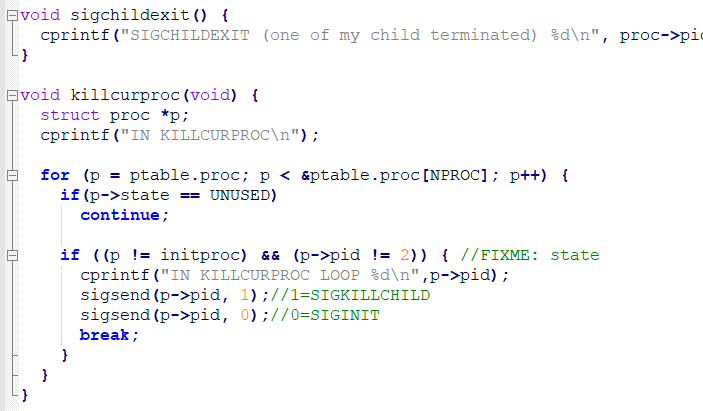 void sigchildexit() {
  cprintf("SIGCHILDEXIT (one of my child terminated) %d\n", proc->pi
}
void killcurproc(void) {
  struct proc *p;
  cprintf("IN KILLCURPROC\n");
  for (p = ptable.proc; p < &ptable.proc[NPROC]; p++) {
    if(p->state == UNUSED)
      continue;
    if ((p != initproc) && (p->pid != 2)) { //FIXME: state
      cprintf("IN KILLCURPROC LOOP %d\n",p->pid);
      sigsend(p->pid, 1);//1=SIGKILLCHILD
      sigsend(p->pid, 0);//0=SIGINIT
      break;
    }
  }
}